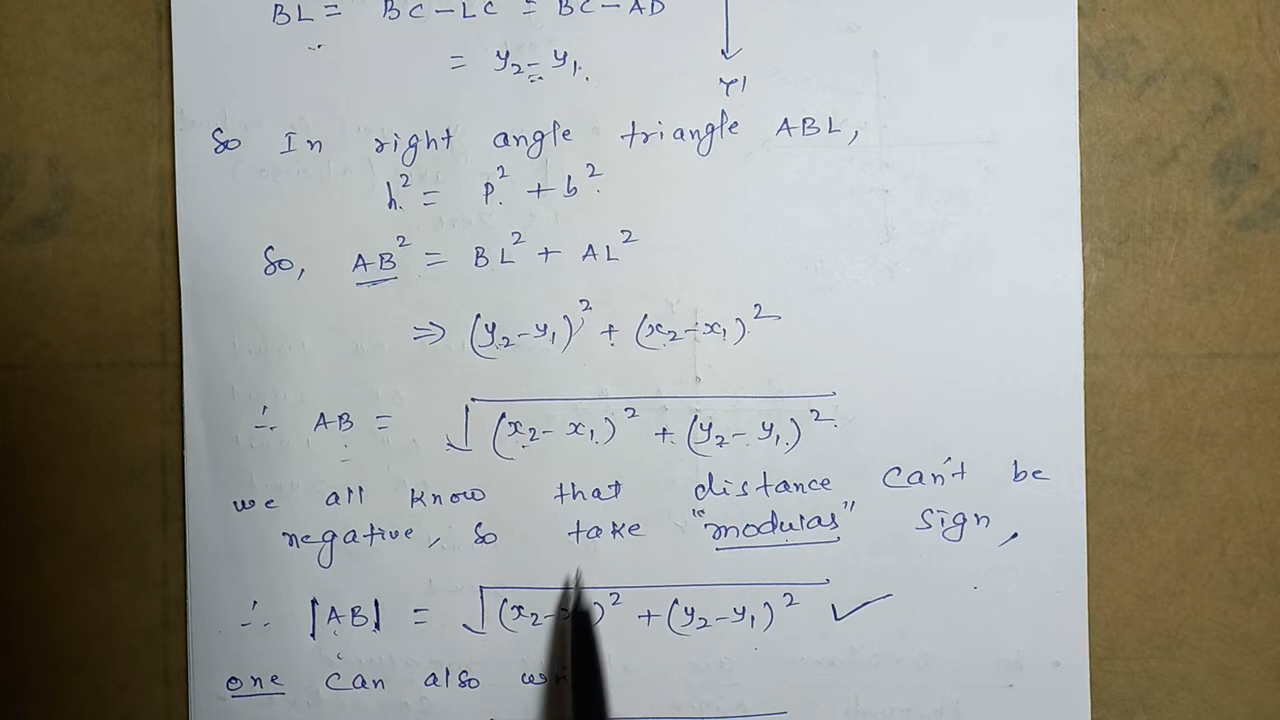 BL = BC - LC = BC - AD
= y₂ - y₁.
Y'
So In right angle triangle ABL,
h² = p² + b²
So, AB² = BL² + AL²
⇒ (y₂-y₁)² + (x₂-x₁)²
∴ AB = √(x₂-x₁)² + (y₂-y₁)²
we all know that distance can't be
negative, so take "modulas" sign,
∴ |AB| = √(x₂-x₁)² + (y₂-y₁)² ✓
one can also